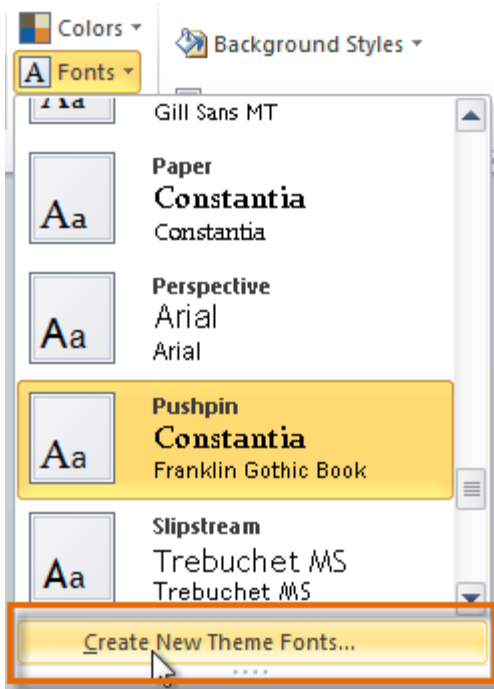 Colors
Background Styles
A Fonts
Aa
Gill Sans MT
Paper
Constantia
Constantia
Aa
Perspective
Arial
Arial
Aa
Pushpin
Constantia
Franklin Gothic Book
Aa
Slipstream
Trebuchet MS
Trebuchet MS
Aa
Create New Theme Fonts...